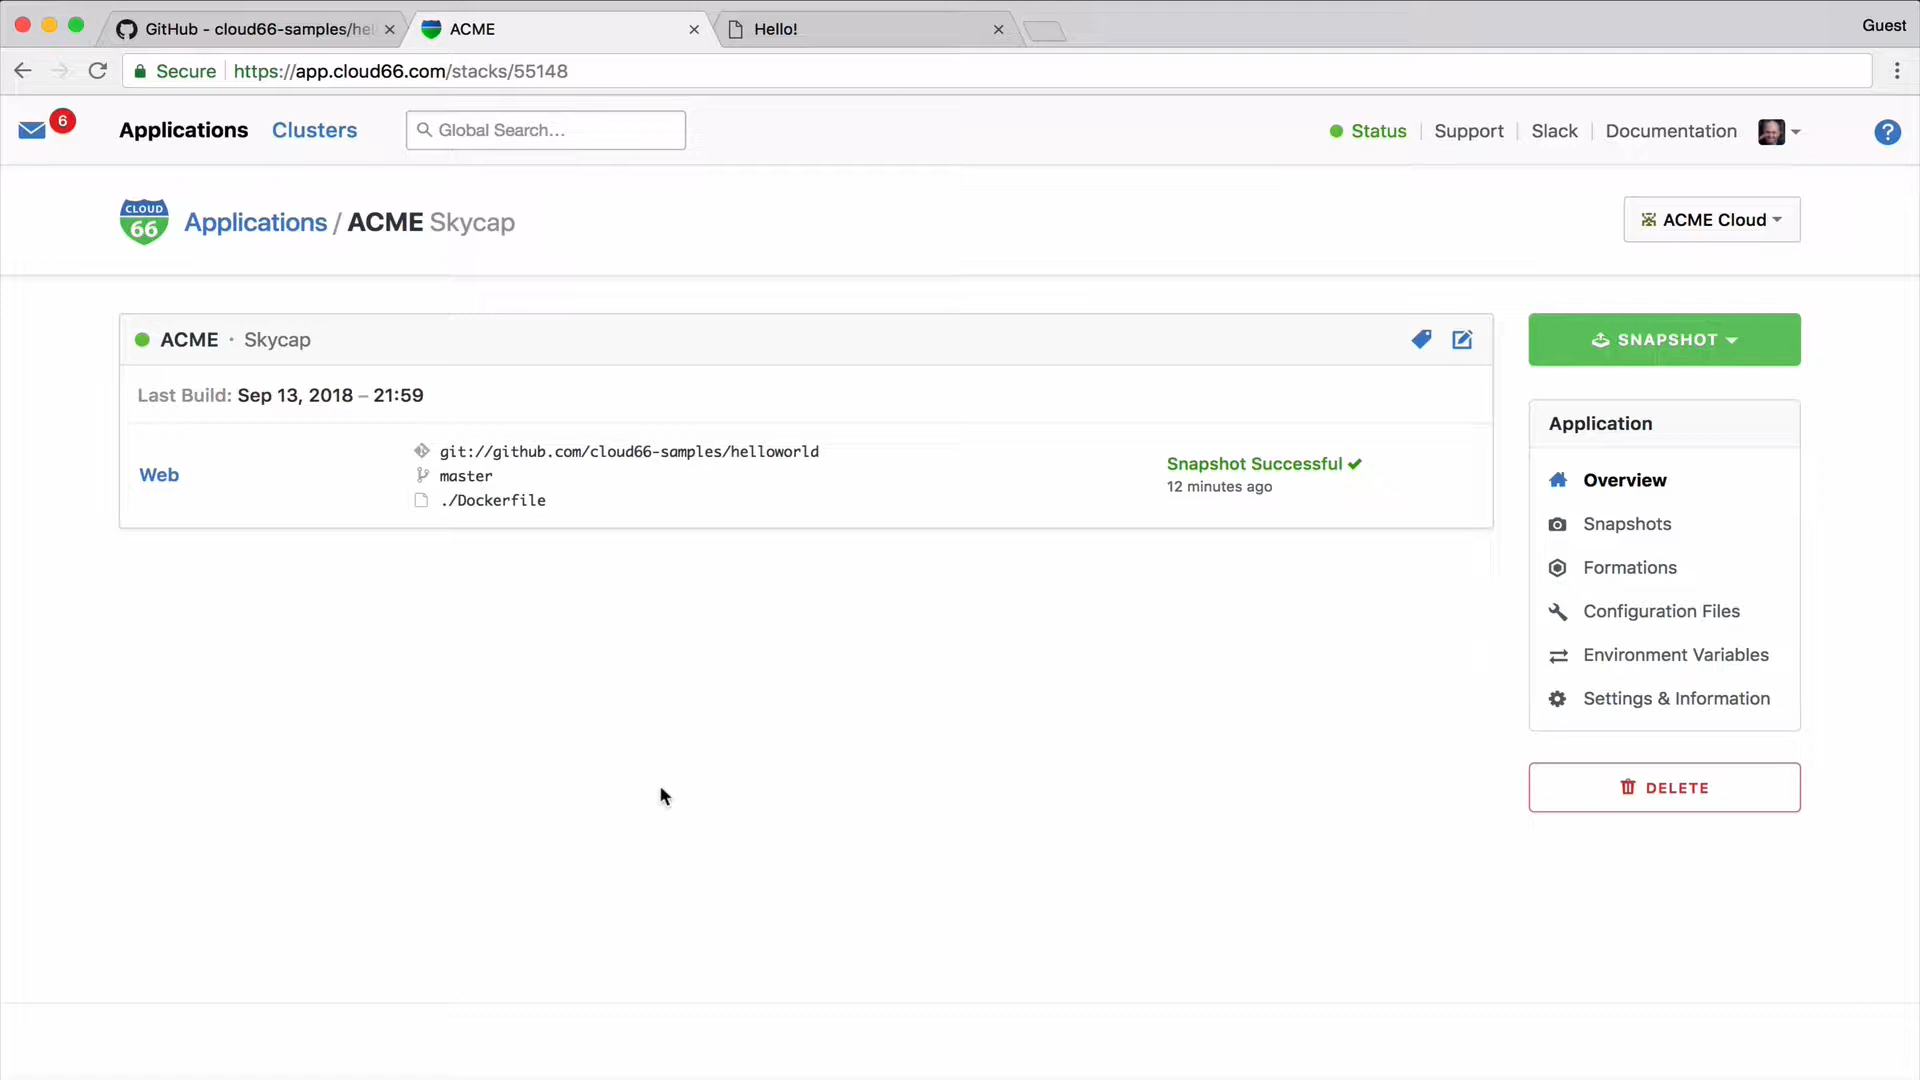 GitHub - cloud66-samples/hel
ACME
Hello!
Guest
Secure
https://app.cloud66.com/stacks/55148
6
Applications
Clusters
Global Search...
Status
Support
Slack
Documentation
?
CLOUD
66
Applications / ACME Skycap
ACME Cloud
ACME · Skycap
SNAPSHOT
Last Build: Sep 13, 2018 – 21:59
Web
git://github.com/cloud66-samples/helloworld
master
./Dockerfile
Snapshot Successful
12 minutes ago
Application
Overview
Snapshots
Formations
Configuration Files
Environment Variables
Settings & Information
DELETE